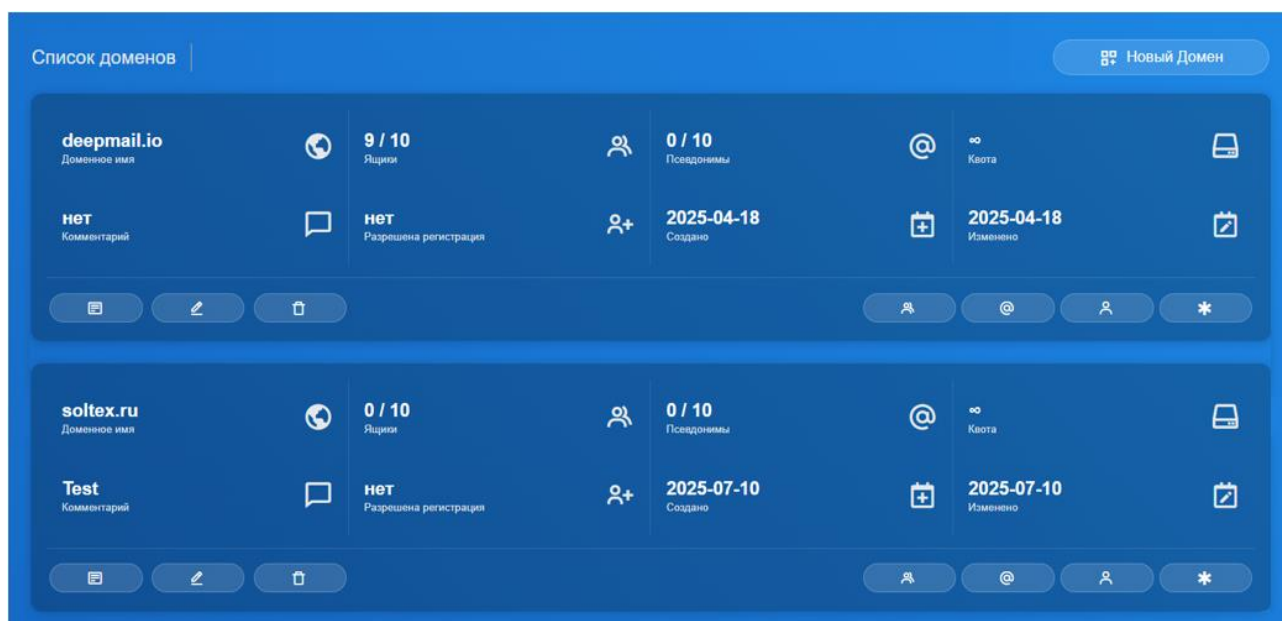 Список доменов
Новый Домен
deepmail.io
Доменное имя
9 / 10
Ящики
0 / 10
Псевдонимы
∞
Квота
нет
Комментарий
нет
Разрешена регистрация
2025-04-18
Создано
2025-04-18
Изменено
soltex.ru
Доменное имя
0 / 10
Ящики
0 / 10
Псевдонимы
∞
Квота
Test
Комментарий
нет
Разрешена регистрация
2025-07-10
Создано
2025-07-10
Изменено